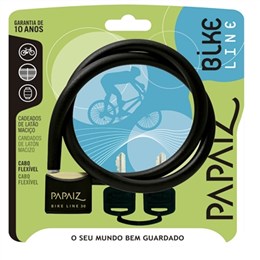 GARANTIA DE
10 ANOS
BIKE
LINE
PAPAIZ
CADEADOS
DE LATÃO
MACIÇO
CANDADOS
DE LATÓN
MACIZO
CABO
FLEXÍVEL
CABO
FLEXÍVEL
PAPAIZ
BIKE LINE
O SEU MUNDO BEM GUARDADO